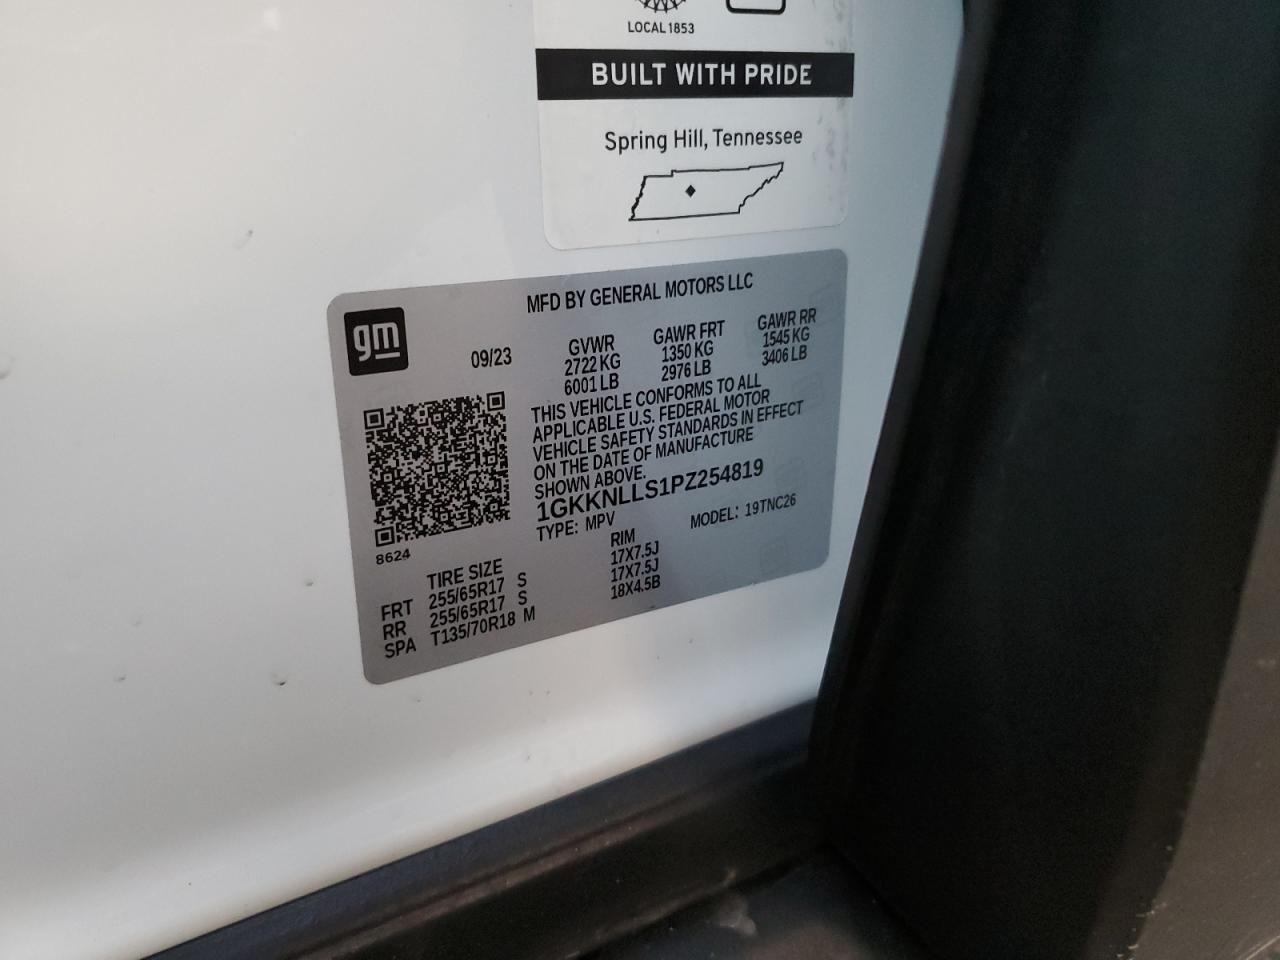 LOCAL 1853
BUILT WITH PRIDE
Spring Hill, Tennessee
MFD BY GENERAL MOTORS LLC
gm
09/23
GVWR
2722 KG
6001 LB
GAWR FRT
1350 KG
2976 LB
GAWR RR
1545 KG
3406 LB
THIS VEHICLE CONFORMS TO ALL
APPLICABLE U.S. FEDERAL MOTOR
VEHICLE SAFETY STANDARDS IN EFFECT
ON THE DATE OF MANUFACTURE
SHOWN ABOVE.
1GKKNLLS1PZ254819
TYPE: MPV MODEL: 19TNC26
8624
TIRE SIZE RIM
FRT 255/65R17 S 17X7.5J
RR 255/65R17 S 17X7.5J
SPA T135/70R18 M 18X4.5B